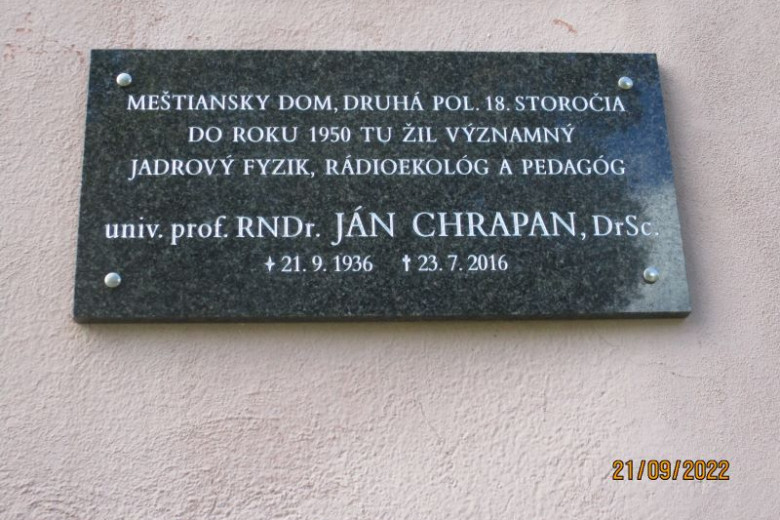 MEŠTIANSKY DOM, DRUHÁ POL. 18. STOROČIA
DO ROKU 1950 TU ŽIL VÝZNAMNÝ
JADROVÝ FYZIK, RÁDIOEKOLÓG A PEDAGÓG
univ. prof. RNDr. JÁN CHRAPAN, DrSc.
✦ 21. 9. 1936 † 23. 7. 2016
21/09/2022